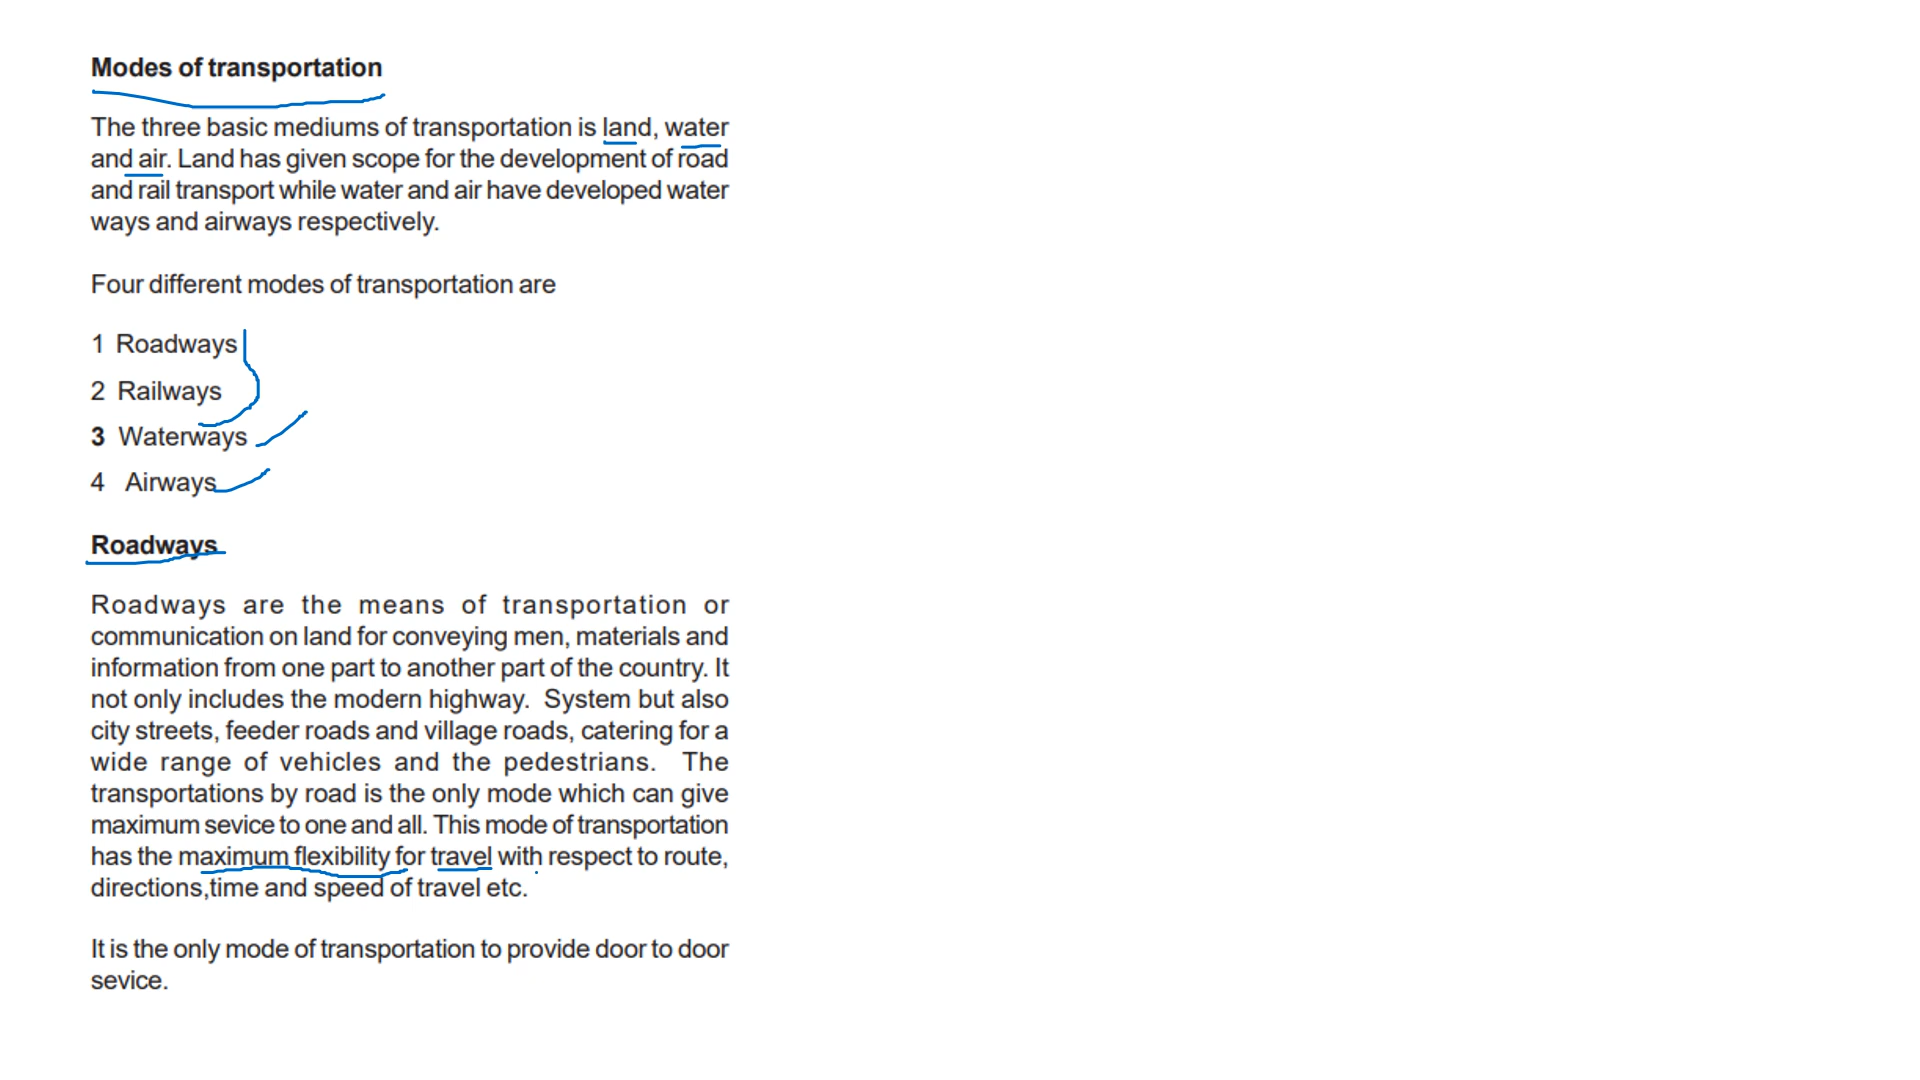 Modes of transportation
The three basic mediums of transportation is land, water
and air. Land has given scope for the development of road
and rail transport while water and air have developed water
ways and airways respectively.
Four different modes of transportation are
1 Roadways
2 Railways
3 Waterways
4 Airways
Roadways
Roadways are the means of transportation or
communication on land for conveying men, materials and
information from one part to another part of the country. It
not only includes the modern highway. System but also
city streets, feeder roads and village roads, catering for a
wide range of vehicles and the pedestrians. The
transportations by road is the only mode which can give
maximum sevice to one and all. This mode of transportation
has the maximum flexibility for travel with respect to route,
directions,time and speed of travel etc.
It is the only mode of transportation to provide door to door
sevice.